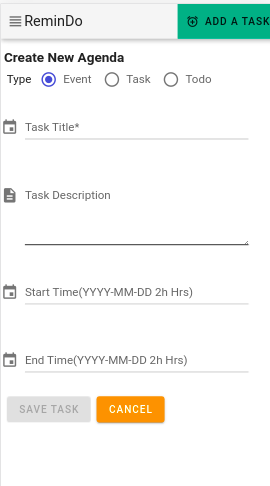 ReminDo
ADD A TASK
Create New Agenda
Type Event Task Todo
Task Title*
Task Description
Start Time(YYYY-MM-DD 2h Hrs)
End Time(YYYY-MM-DD 2h Hrs)
SAVE TASK CANCEL